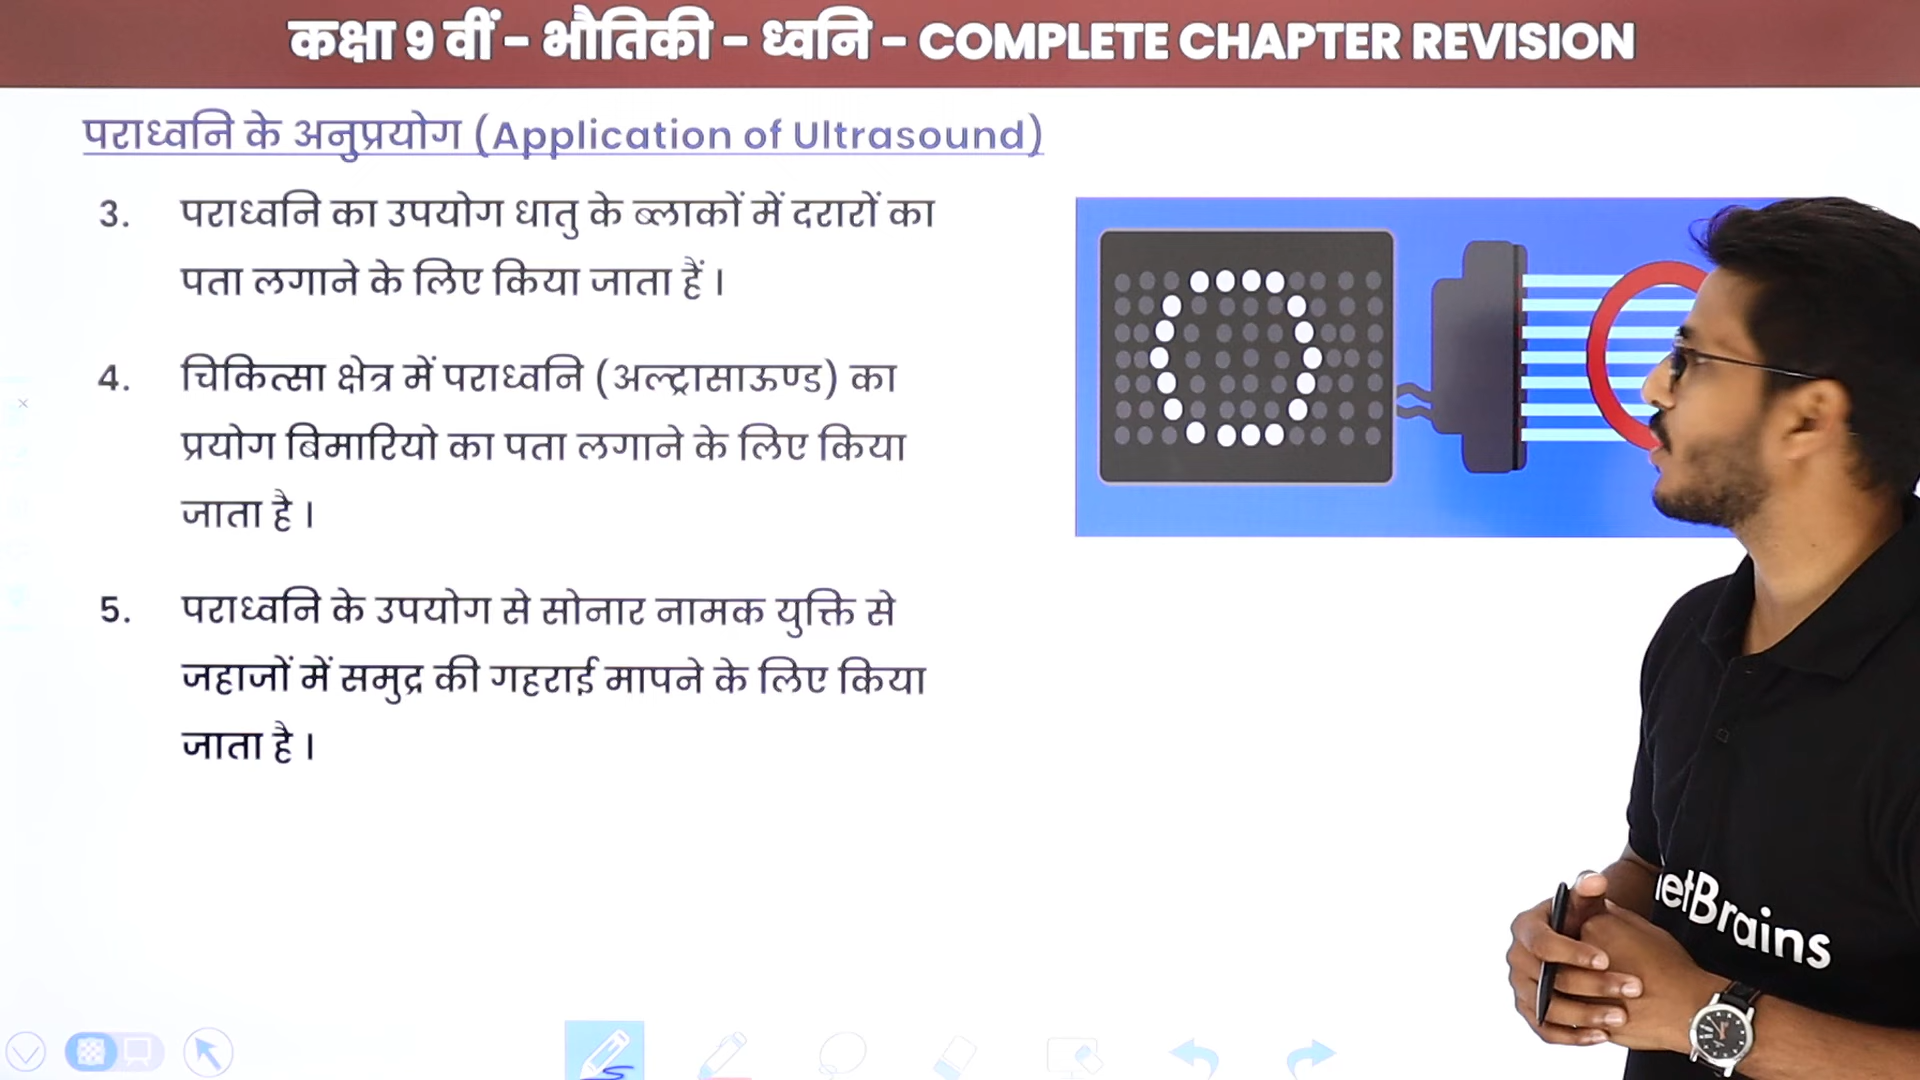 कक्षा 9 वीं - भौतिकी - ध्वनि - COMPLETE CHAPTER REVISION
पराध्वनि के अनुप्रयोग (Application of Ultrasound)
3. पराध्वनि का उपयोग धातु के ब्लाकों में दरारों का
पता लगाने के लिए किया जाता हैं ।
4. चिकित्सा क्षेत्र में पराध्वनि (अल्ट्रासाऊण्ड) का
प्रयोग बिमारियो का पता लगाने के लिए किया
जाता है ।
5. पराध्वनि के उपयोग से सोनार नामक युक्ति से
जहाजों में समुद्र की गहराई मापने के लिए किया
जाता है ।
etBrains